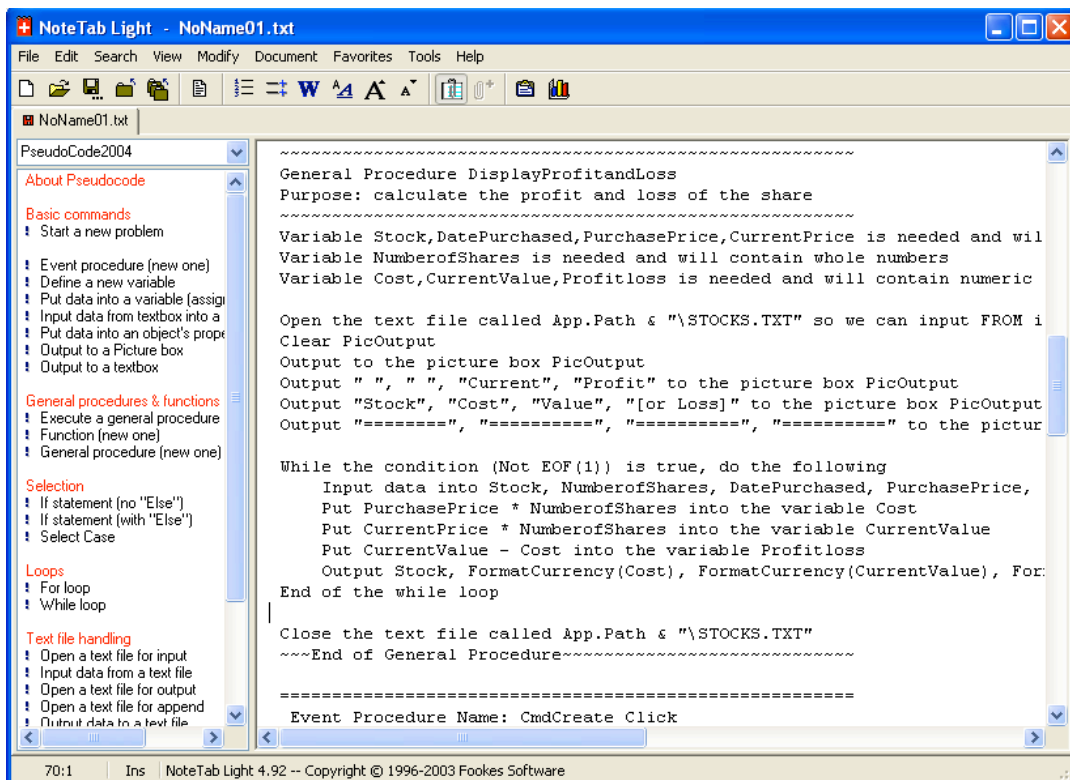 NoteTab Light - NoName01.txt
File Edit Search View Modify Document Favorites Tools Help
NoName01.txt
PseudoCode2004
About Pseudocode
Basic commands
Start a new problem
Event procedure (new one)
Define a new variable
Put data into a variable (assig
Input data from textbox into a
Put data into an object's prope
Output to a Picture box
Output to a textbox
General procedures & functions
Execute a general procedure
Function (new one)
General procedure (new one)
Selection
If statement (no "Else")
If statement (with "Else")
Select Case
Loops
For loop
While loop
Text file handling
Open a text file for input
Input data from a text file
Open a text file for output
Open a text file for append
Output data to a text file
~~~~~~~~~~~~~~~~~~~~~~~~~~~~~~~~~~~~~~~~~~~~~~~~~~~~~~~
General Procedure DisplayProfitandLoss
Purpose: calculate the profit and loss of the share
~~~~~~~~~~~~~~~~~~~~~~~~~~~~~~~~~~~~~~~~~~~~~~~~~~~~~~~
Variable Stock,DatePurchased,PurchasePrice,CurrentPrice is needed and wil
Variable NumberofShares is needed and will contain whole numbers
Variable Cost,CurrentValue,Profitloss is needed and will contain numeric
Open the text file called App.Path & "\STOCKS.TXT" so we can input FROM i
Clear PicOutput
Output to the picture box PicOutput
Output " ", " ", "Current", "Profit" to the picture box PicOutput
Output "Stock", "Cost", "Value", "[or Loss]" to the picture box PicOutput
Output "========", "==========", "==========", "==========" to the pictur
While the condition (Not EOF(1)) is true, do the following
Input data into Stock, NumberofShares, DatePurchased, PurchasePrice,
Put PurchasePrice * NumberofShares into the variable Cost
Put CurrentPrice * NumberofShares into the variable CurrentValue
Put CurrentValue - Cost into the variable Profitloss
Output Stock, FormatCurrency(Cost), FormatCurrency(CurrentValue), For
End of the while loop
Close the text file called App.Path & "\STOCKS.TXT"
~~~End of General Procedure~~~~~~~~~~~~~~~~~~~~~~~~~~~~
=======================================================
Event Procedure Name: CmdCreate Click
70:1 Ins NoteTab Light 4.92 -- Copyright © 1996-2003 Fookes Software